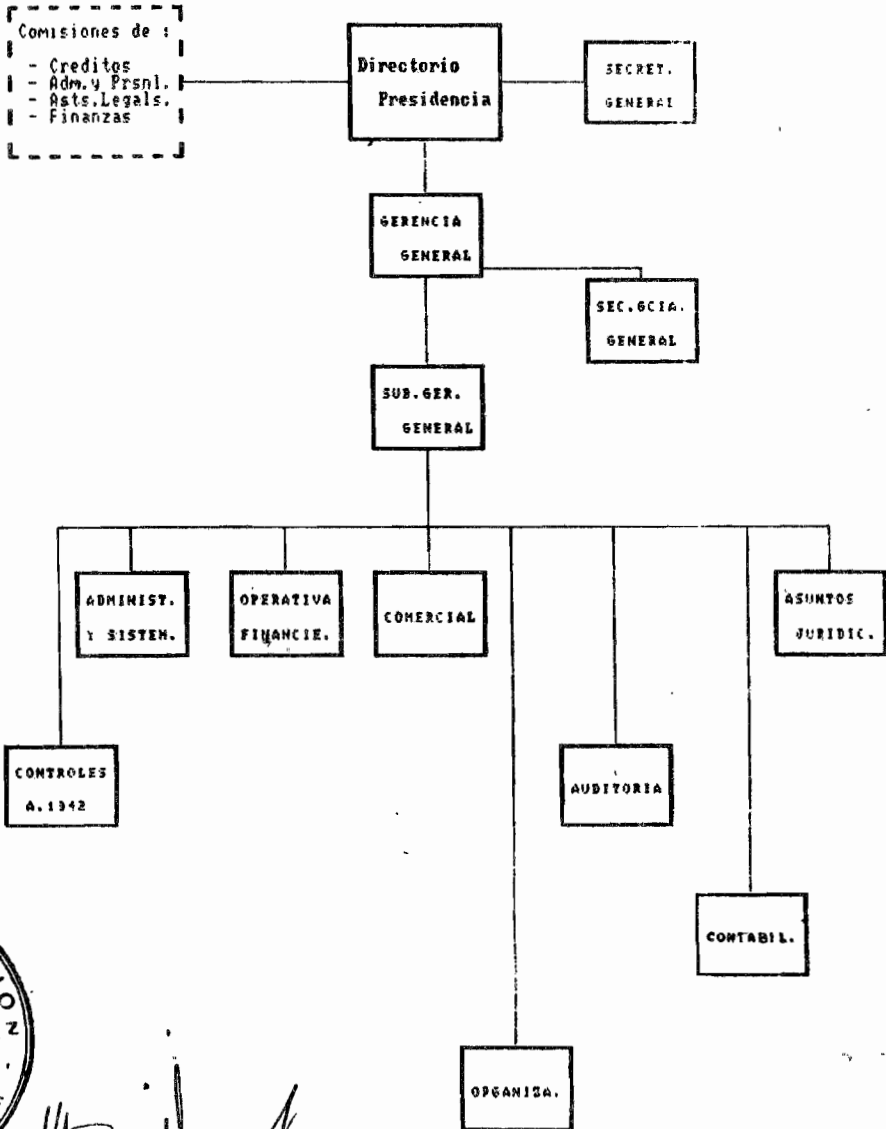 Comisiones de :
- Creditos
- Adm.y Prsnl.
- Asts.Legals.
- Finanzas
Directorio
Presidencia
SECRET.
GENERAL
GERENCIA
GENERAL
SEC.GCIA.
GENERAL
SUB.GER.
GENERAL
ADMINIST.
Y SISTEM.
OPERATIVA
FINANCIE.
COMERCIAL
ASUNTOS
JURIDIC.
CONTROLES
A.1342
AUDITORIA
CONTABIL.
ORGANIZA.